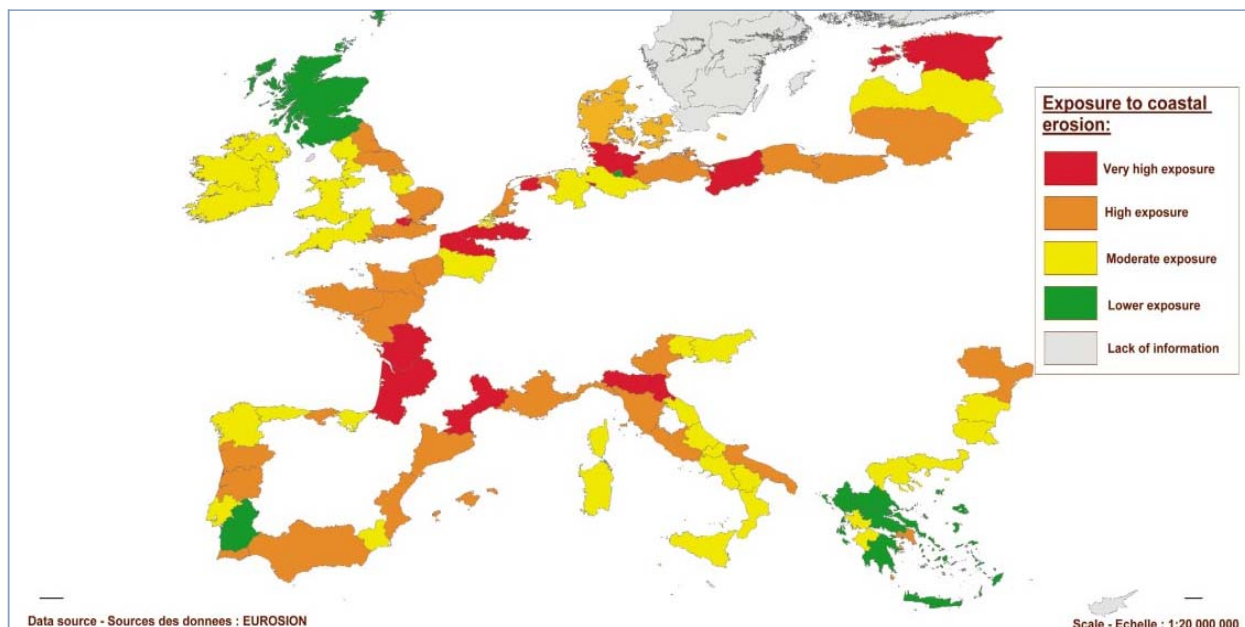 Exposure to coastal
erosion:
Very high exposure
High exposure
Moderate exposure
Lower exposure
Lack of information
Data source - Sources des donnees : EUROSION
Scale - Echelle : 1:20 000 000